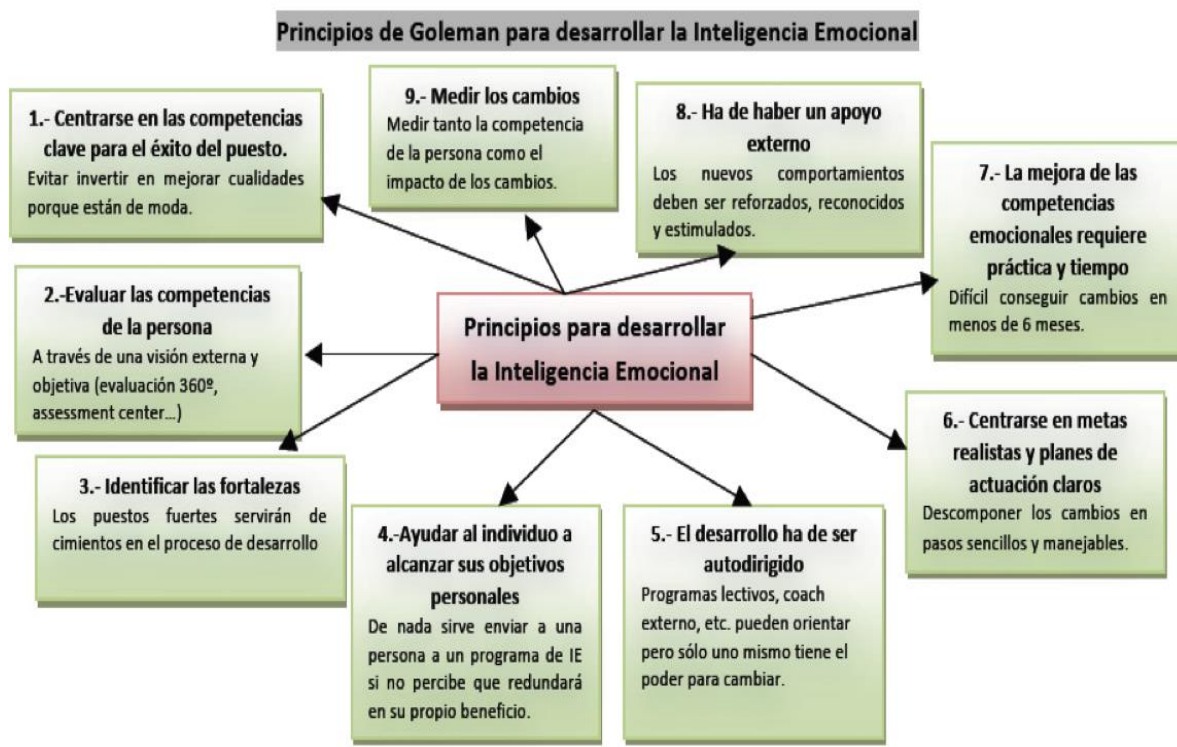 Principios de Goleman para desarrollar la Inteligencia Emocional
1.- Centrarse en las competencias
clave para el éxito del puesto.
Evitar invertir en mejorar cualidades
porque están de moda.
2.-Evaluar las competencias
de la persona
A través de una visión externa y
objetiva (evaluación 360º,
assessment center...)
3.- Identificar las fortalezas
Los puestos fuertes servirán de
cimientos en el proceso de desarrollo
4.-Ayudar al individuo a
alcanzar sus objetivos
personales
De nada sirve enviar a una
persona a un programa de IE
si no percibe que redundará
en su propio beneficio.
5.- El desarrollo ha de ser
autodirigido
Programas lectivos, coach
externo, etc. pueden orientar
pero sólo uno mismo tiene el
poder para cambiar.
6.- Centrarse en metas
realistas y planes de
actuación claros
Descomponer los cambios en
pasos sencillos y manejables.
7.- La mejora de las
competencias
emocionales requiere
práctica y tiempo
Difícil conseguir cambios en
menos de 6 meses.
8.- Ha de haber un apoyo
externo
Los nuevos comportamientos
deben ser reforzados, reconocidos
y estimulados.
9.- Medir los cambios
Medir tanto la competencia
de la persona como el
impacto de los cambios.
Principios para desarrollar
la Inteligencia Emocional